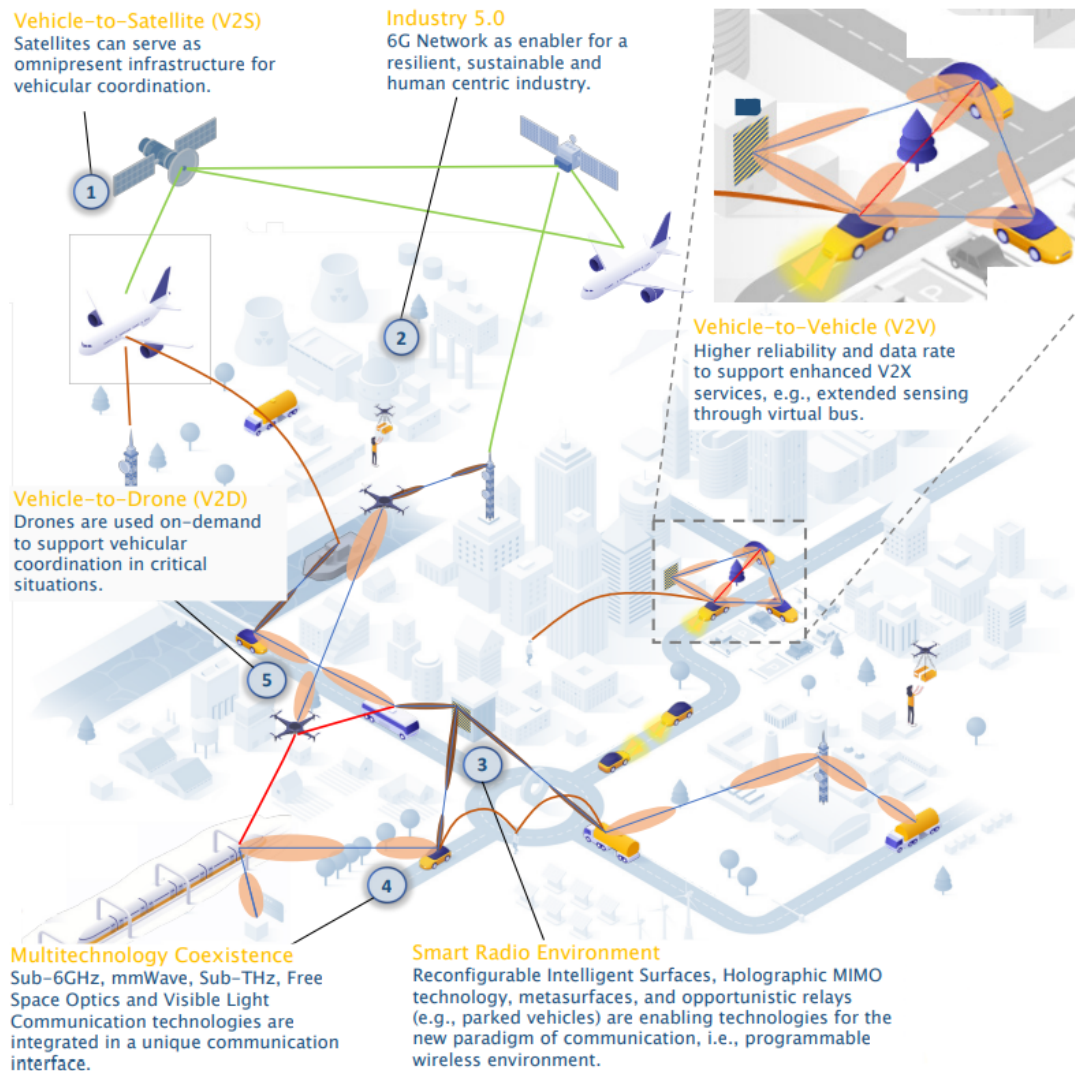 Vehicle-to-Satellite (V2S)
Satellites can serve as
omnipresent infrastructure for
vehicular coordination.
Industry 5.0
6G Network as enabler for a
resilient, sustainable and
human centric industry.
1
2
Vehicle-to-Vehicle (V2V)
Higher reliability and data rate
to support enhanced V2X
services, e.g., extended sensing
through virtual bus.
Vehicle-to-Drone (V2D)
Drones are used on-demand
to support vehicular
coordination in critical
situations.
5
3
4
Multitechnology Coexistence
Sub-6GHz, mmWave, Sub-THz, Free
Space Optics and Visible Light
Communication technologies are
integrated in a unique communication
interface.
Smart Radio Environment
Reconfigurable Intelligent Surfaces, Holographic MIMO
technology, metasurfaces, and opportunistic relays
(e.g., parked vehicles) are enabling technologies for the
new paradigm of communication, i.e., programmable
wireless environment.